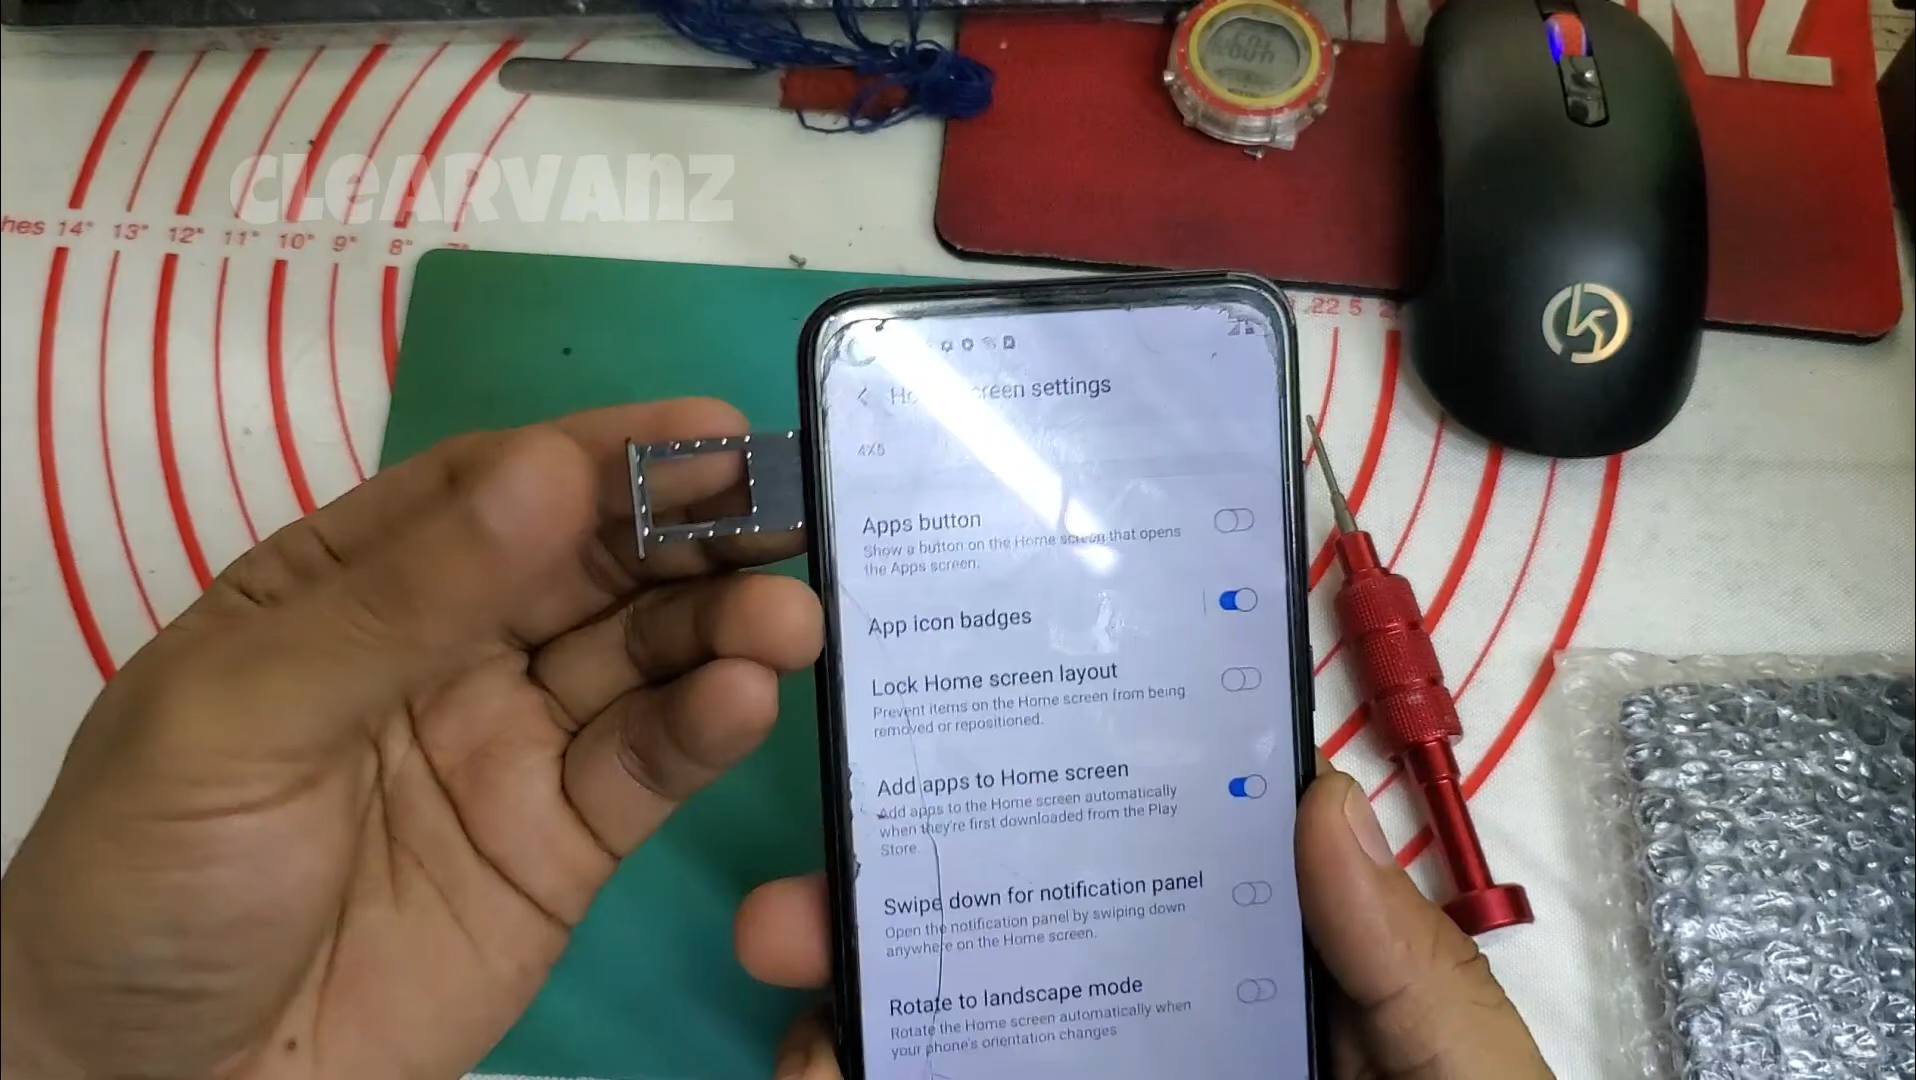 CLEARVANZ
hes 14" 13" 12" 11" 10" 9" 8"
22 5
screen settings
4X5
Apps button
Show a button on the Home screen that opens
the Apps screen.
App icon badges
Lock Home screen layout
Prevent items on the Home Screen from being
removed or repositioned.
Add apps to Home screen
Add apps to the Home screen automatically
when they're first downloaded from the Play
Store.
Swipe down for notification panel
Open the notification panel by swiping down
anywhere on the Home screen.
Rotate to landscape mode
Rotate the Home screen automatically when
your phone's orientation changes